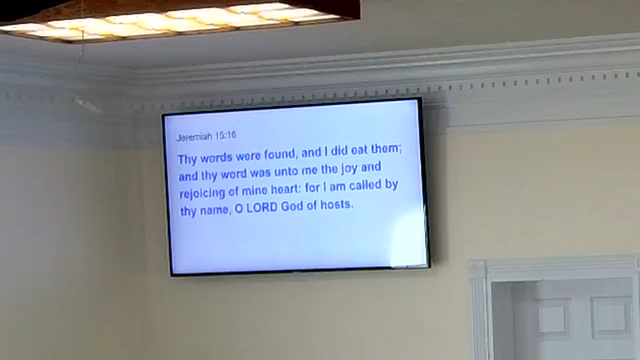 Jeremiah 15:16
Thy words were found, and I did eat them;
and thy word was unto me the joy and
rejoicing of mine heart: for I am called by
thy name, O LORD God of hosts.